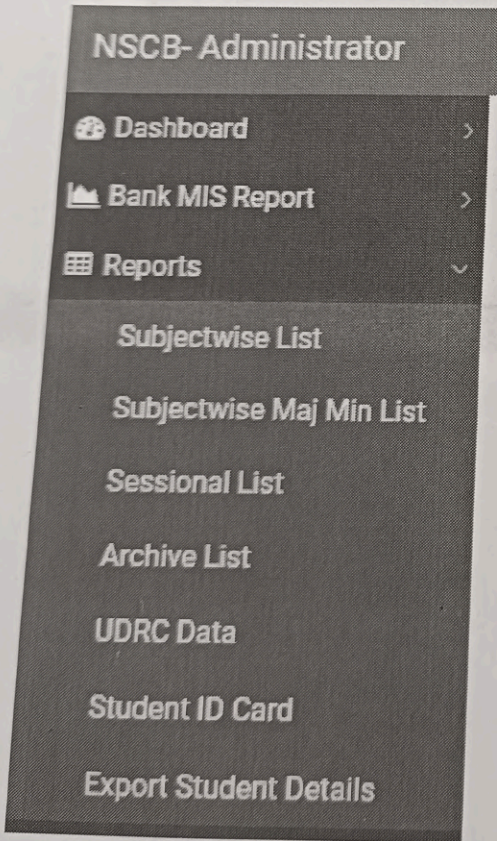 NSCB- Administrator
Dashboard
Bank MIS Report
Reports
Subjectwise List
Subjectwise Maj Min List
Sessional List
Archive List
UDRC Data
Student ID Card
Export Student Details